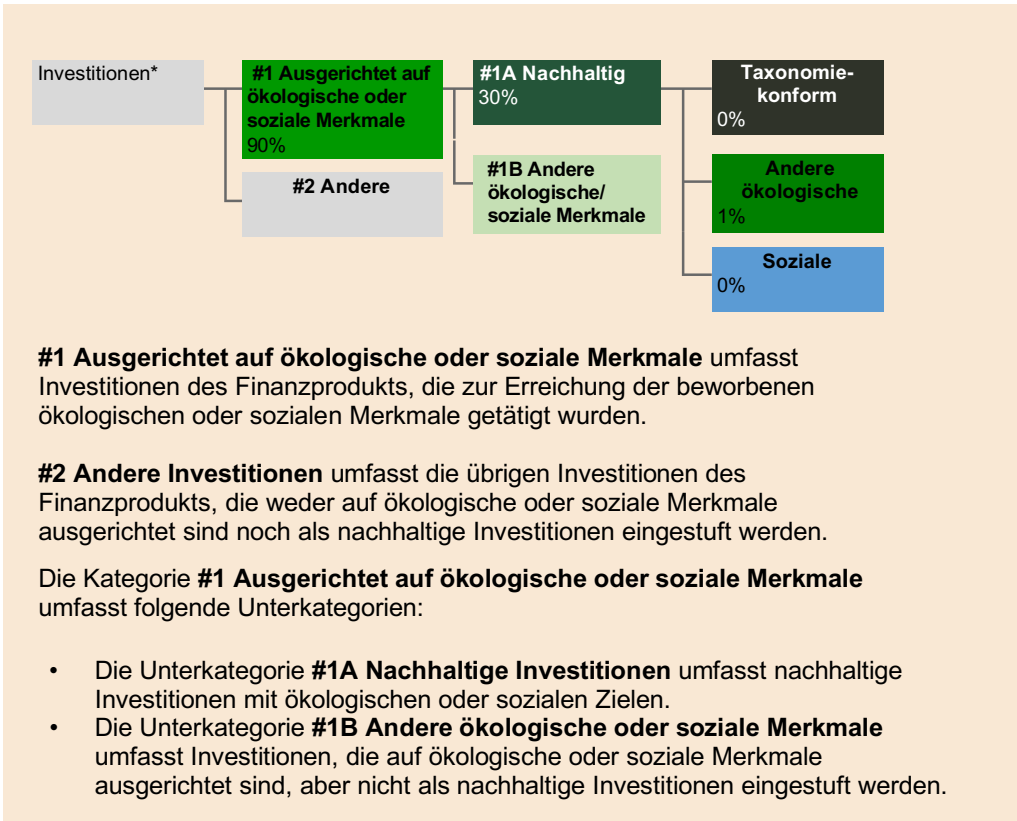 Investitionen*
#1 Ausgerichtet auf
ökologische oder
soziale Merkmale
90%
#2 Andere
#1A Nachhaltig
30%
#1B Andere
ökologische/
soziale Merkmale
Taxonomie-
konform
0%
Andere
ökologische
1%
Soziale
0%
#1 Ausgerichtet auf ökologische oder soziale Merkmale umfasst
Investitionen des Finanzprodukts, die zur Erreichung der beworbenen
ökologischen oder sozialen Merkmale getätigt wurden.
#2 Andere Investitionen umfasst die übrigen Investitionen des
Finanzprodukts, die weder auf ökologische oder soziale Merkmale
ausgerichtet sind noch als nachhaltige Investitionen eingestuft werden.
Die Kategorie #1 Ausgerichtet auf ökologische oder soziale Merkmale
umfasst folgende Unterkategorien:
• Die Unterkategorie #1A Nachhaltige Investitionen umfasst nachhaltige
Investitionen mit ökologischen oder sozialen Zielen.
• Die Unterkategorie #1B Andere ökologische oder soziale Merkmale
umfasst Investitionen, die auf ökologische oder soziale Merkmale
ausgerichtet sind, aber nicht als nachhaltige Investitionen eingestuft werden.